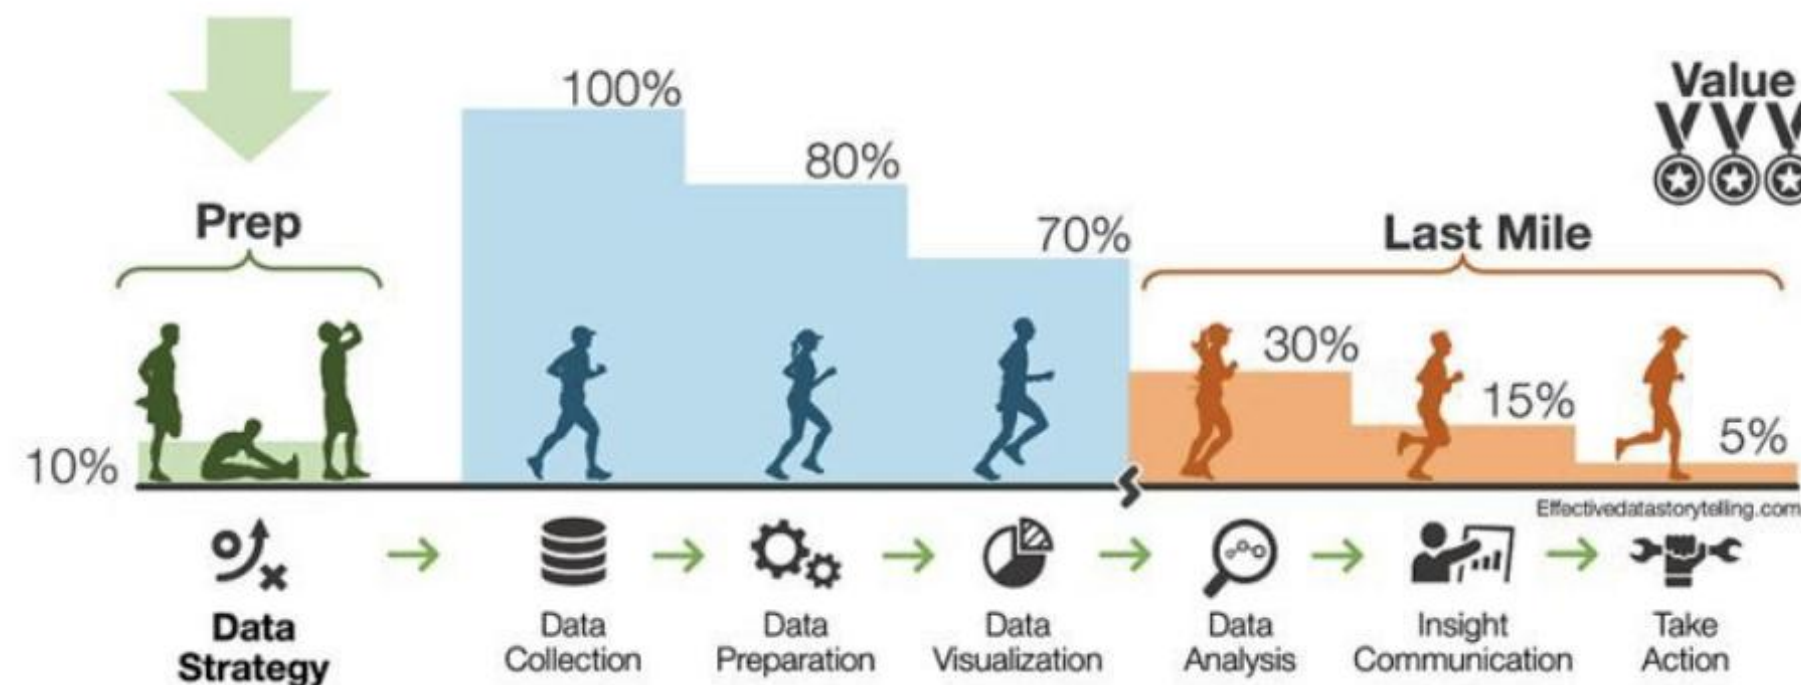 100%
80%
70%
Value
Prep
Last Mile
30%
15%
5%
10%
Effectivedatastorytelling.com
Data
Strategy
Data
Collection
Data
Preparation
Data
Visualization
Data
Analysis
Insight
Communication
Take
Action